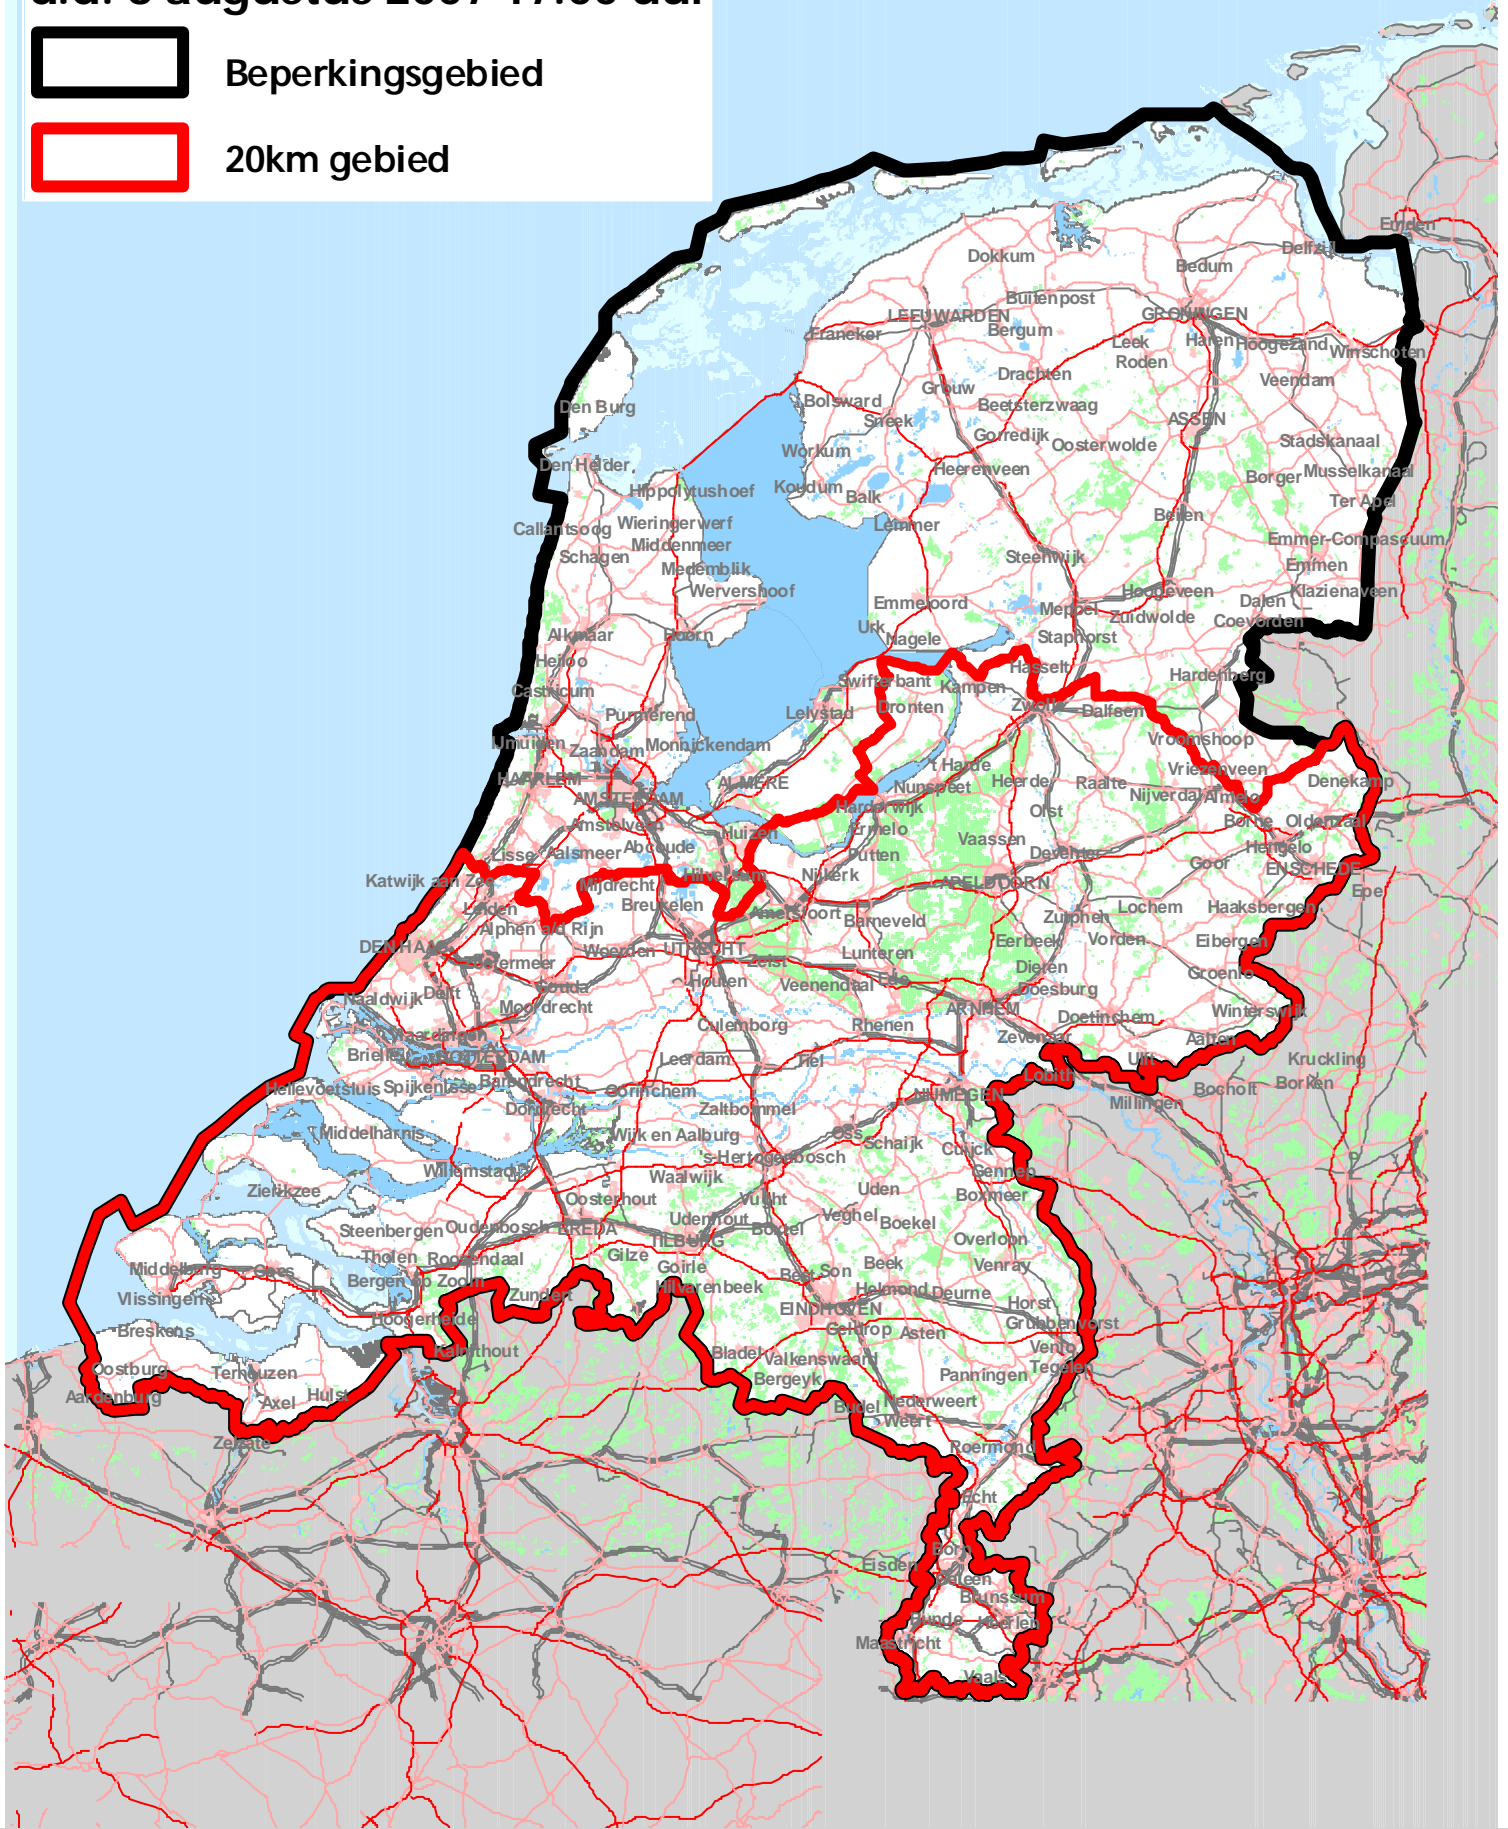 Beperkingsgebied
20km gebied
Emden
Delfzijl
Dokkum
Bedum
Buitenpost
LEEUWARDEN
GRONINGEN
Franeker
Bergum
Leek
Haren
Hoogezand
Winschoten
Roden
Drachten
Veendam
Grouw
Bolsward
Beetsterzwaag
Den Burg
Sneek
ASSEN
Gorredijk
Oosterwolde
Stadskanaal
Workum
Den Helder
Heerenveen
Borger
Musselkanaal
Hippolytushoef
Koudum
Balk
Ter Apel
Callantsoog
Wieringerwerf
Lemmer
Beilen
Middenmeer
Emmer-Compascuum
Schagen
Steenwijk
Medemblik
Emmen
Wervershoof
Hoogeveen
Klazienaveen
Emmeloord
Meppel
Dalen
Zuidwolde
Coevorden
Alkmaar
Hoorn
Urk
Nagele
Staphorst
Heiloo
Hasselt
Hardenberg
Castricum
Swifterbant
Kampen
Purmerend
Lelystad
Dronten
Zwolle
Dalfsen
IJmuiden
Zaandam
Monnickendam
Vroomshoop
't Harde
Vriezenveen
HAARLEM
ALMERE
Nunspeet
Heerde
Raalte
Denekamp
AMSTERDAM
Harderwijk
Nijverdal
Almelo
Olst
Amstelveen
Huizen
Ermelo
Borne
Oldenzaal
Vaassen
Lisse
Aalsmeer
Abcoude
Putten
Deventer
Hengelo
Goor
ENSCHEDE
Katwijk aan Zee
Mijdrecht
Hilversum
Nijkerk
APELDOORN
Epe
Leiden
Breukelen
Amersfoort
Barneveld
Zutphen
Lochem
Haaksbergen
Alphen a/d Rijn
DEN HAAG
Woerden
UTRECHT
Zeist
Lunteren
Eerbeek
Vorden
Eibergen
Zoetermeer
Dieren
Groenlo
Naaldwijk
Delft
Gouda
Houten
Veenendaal
Ede
Doesburg
Moordrecht
ARNHEM
Doetinchem
Winterswijk
Vlaardingen
Culemborg
Rhenen
Zevenaar
Aalten
Brielle
ROTTERDAM
Leerdam
Tiel
Ulft
Kruckling
Hellevoetsluis
Spijkenisse
Barendrecht
Gorinchem
Lobith
Bocholt
Borken
NIJMEGEN
Dordrecht
Zaltbommel
Millingen
Middelharnis
Wijk en Aalburg
Oss
Schaijk
Cuijck
's-Hertogenbosch
Willemstad
Waalwijk
Gennep
Zierikzee
Oosterhout
Vught
Uden
Boxmeer
Steenbergen
Oudenbosch
BREDA
Udenhout
Boxtel
Veghel
Boekel
TILBURG
Overloon
Tholen
Roosendaal
Gilze
Goirle
Beek
Venray
Middelburg
Goes
Bergen op Zoom
Hilvarenbeek
Best
Son
Vlissingen
Zundert
Helmond
Deurne
Horst
EINDHOVEN
Hoogerheide
Grubbenvorst
Breskens
Geldrop
Asten
Kalmthout
Bladel
Valkenswaard
Venlo
Oostburg
Terneuzen
Bergeyk
Panningen
Tegelen
Aardenburg
Axel
Hulst
Budel
Nederweert
Weert
Zelzate
Roermond
Echt
Born
Eisden
Geleen
Brunssum
Bunde
Heerlen
Maastricht
Vaals